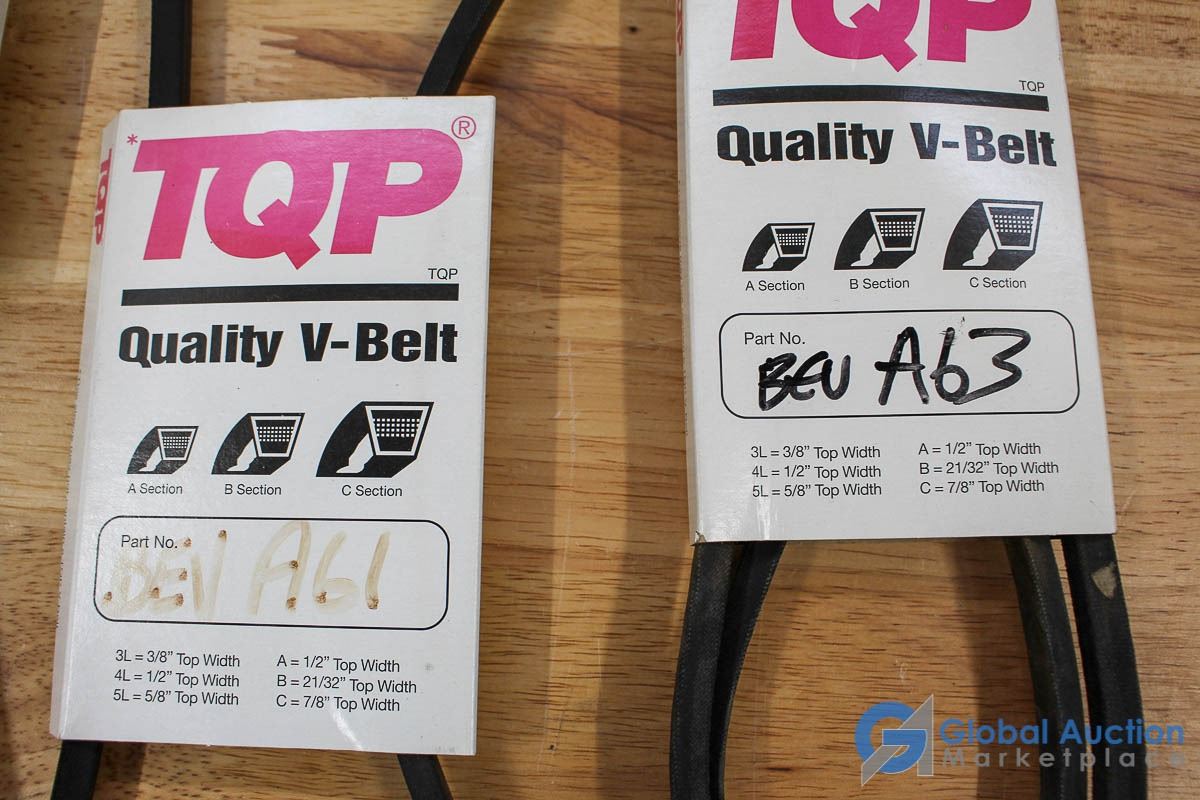 *TQP®
TQP
TQP
Quality V-Belt
A Section B Section C Section
Part No.
BEV A61
3L = 3/8" Top Width A = 1/2" Top Width
4L = 1/2" Top Width B = 21/32" Top Width
5L = 5/8" Top Width C = 7/8" Top Width
TQP
TQP
Quality V-Belt
A Section B Section C Section
Part No.
BEV A63
3L = 3/8" Top Width A = 1/2" Top Width
4L = 1/2" Top Width B = 21/32" Top Width
5L = 5/8" Top Width C = 7/8" Top Width
Global Auction
Marketplace